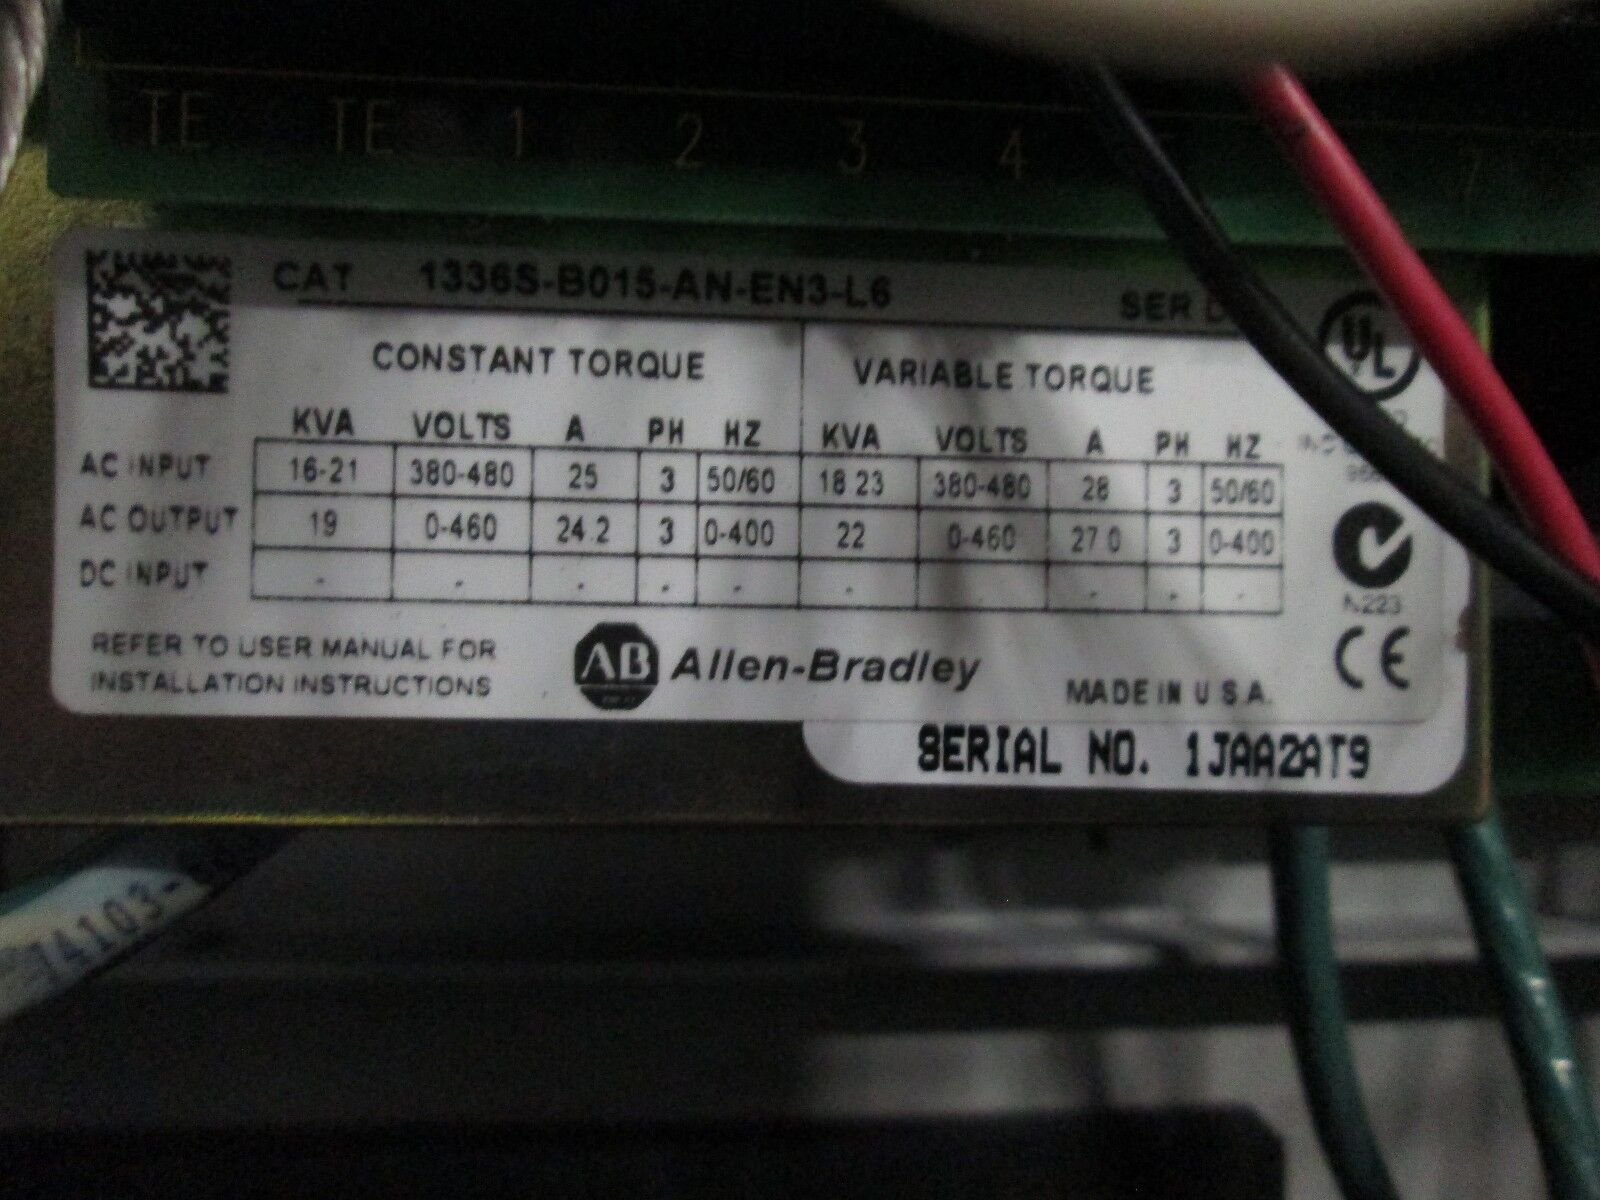 TE TE 1 2 3 4 7
CAT 1336S-B015-AN-EN3-L6 SER D
CONSTANT TORQUE VARIABLE TORQUE
KVA VOLTS A PH HZ KVA VOLTS A PH HZ
AC INPUT 16-21 380-480 25 3 50/60 18 23 380-480 28 3 50/60
AC OUTPUT 19 0-460 24.2 3 0-400 22 0-460 27 0 3 0-400
DC INPUT - - - - - - - - - -
UL
N223
CE
REFER TO USER MANUAL FOR
INSTALLATION INSTRUCTIONS
AB Allen-Bradley
MADE IN U S.A.
SERIAL NO. 1JAA2AT9
74103-